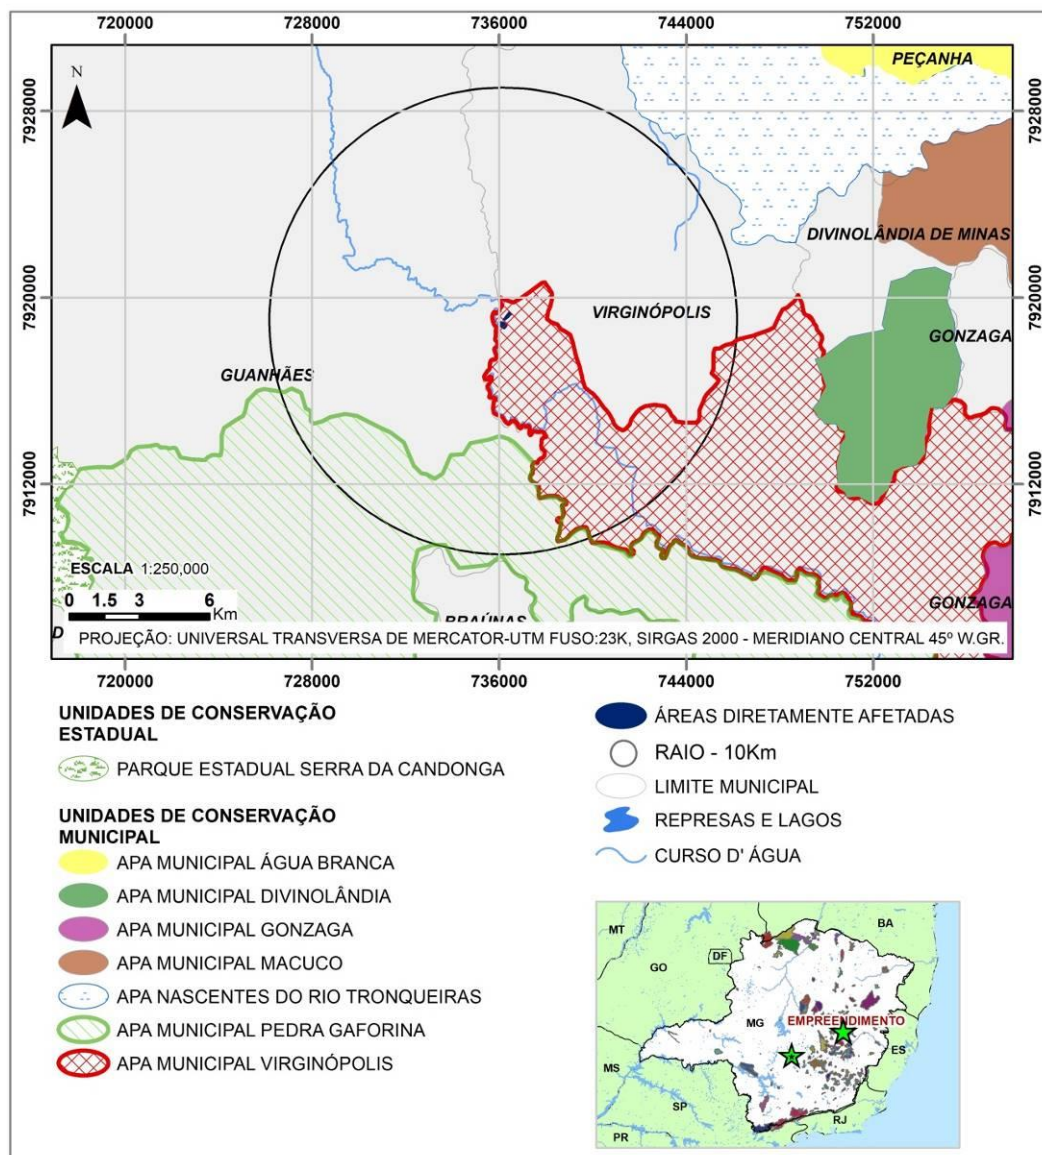 720000 728000 736000 744000 752000
N
PEÇANHA
7928000 7928000
DIVINOLÂNDIA DE MINAS
7920000 7920000
VIRGINÓPOLIS
GONZAGA
GUANHÃES
7912000 7912000
ESCALA 1:250,000
0 1.5 3 6
Km
GONZAGA
BRAÚNAS
D
PROJEÇÃO: UNIVERSAL TRANSVERSA DE MERCATOR-UTM FUSO:23K, SIRGAS 2000 - MERIDIANO CENTRAL 45º W.GR.
720000 728000 736000 744000 752000
UNIDADES DE CONSERVAÇÃO
ESTADUAL
PARQUE ESTADUAL SERRA DA CANDONGA
UNIDADES DE CONSERVAÇÃO
MUNICIPAL
APA MUNICIPAL ÁGUA BRANCA
APA MUNICIPAL DIVINOLÂNDIA
APA MUNICIPAL GONZAGA
APA MUNICIPAL MACUCO
APA NASCENTES DO RIO TRONQUEIRAS
APA MUNICIPAL PEDRA GAFORINA
APA MUNICIPAL VIRGINÓPOLIS
ÁREAS DIRETAMENTE AFETADAS
RAIO - 10Km
LIMITE MUNICIPAL
REPRESAS E LAGOS
CURSO D' ÁGUA
MT
BA
DF
GO
MG
EMPREENDIMENTO
ES
MS
SP
RJ
PR